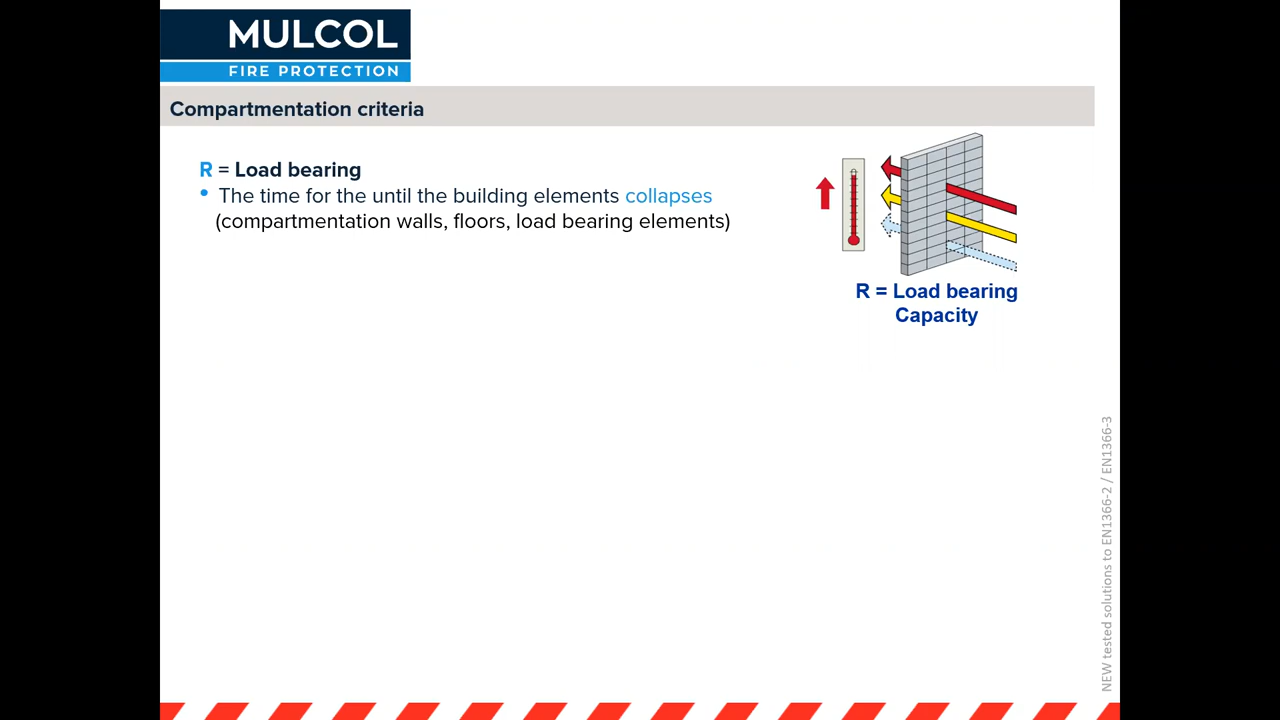 MULCOL
FIRE PROTECTION
Compartmentation criteria
R = Load bearing
• The time for the until the building elements collapses
(compartmentation walls, floors, load bearing elements)
R = Load bearing
Capacity
NEW tested solutions to EN1366-2 / EN1366-3